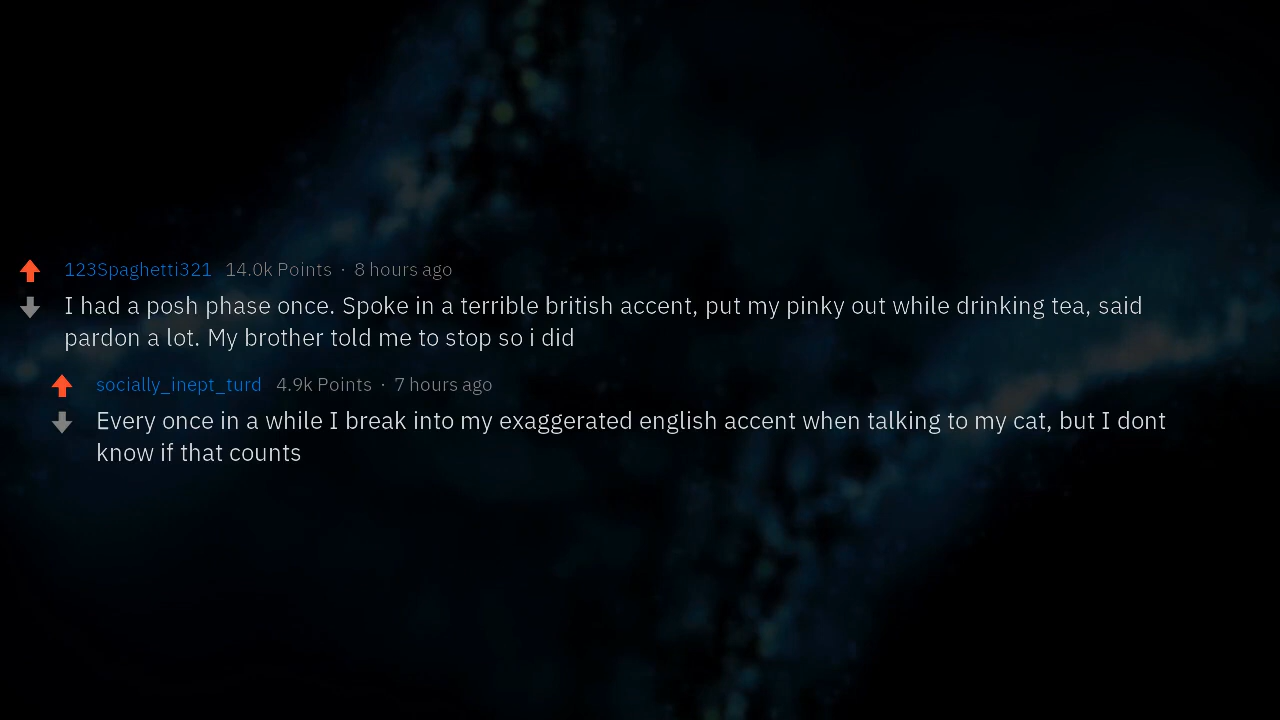 123Spaghetti321 14.0k Points · 8 hours ago
I had a posh phase once. Spoke in a terrible british accent, put my pinky out while drinking tea, said
pardon a lot. My brother told me to stop so i did
socially_inept_turd 4.9k Points · 7 hours ago
Every once in a while I break into my exaggerated english accent when talking to my cat, but I dont
know if that counts